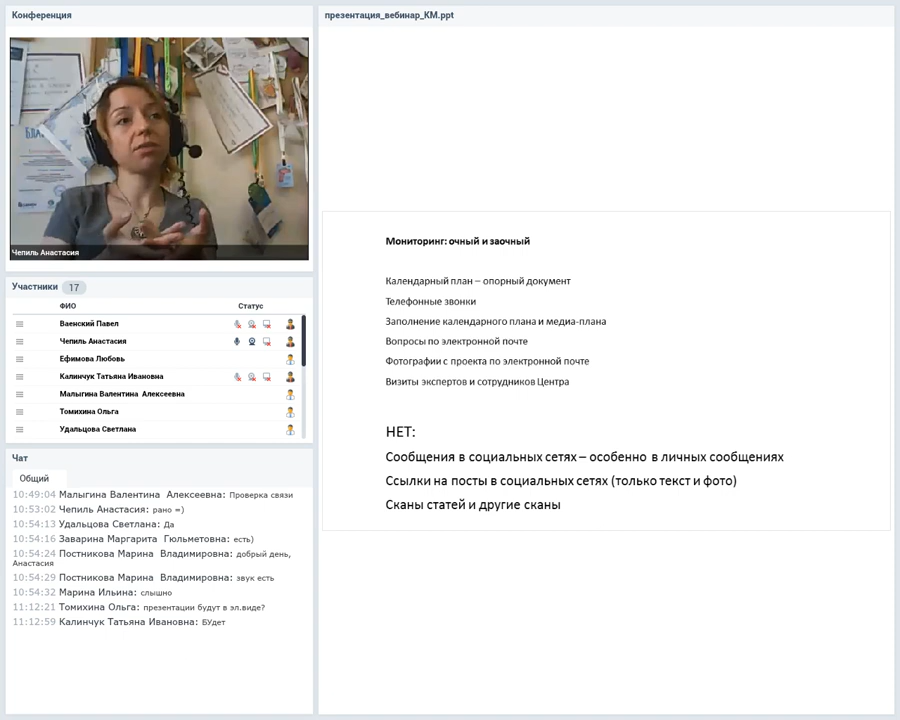 Конференция
БЛА
Чепиль Анастасия
Участники 17
ФИО Статус
Ваенский Павел
Чепиль Анастасия
Ефимова Любовь
Калинчук Татьяна Ивановна
Малыгина Валентина Алексеевна
Томихина Ольга
Удальцова Светлана
Чат
Общий
10:49:04 Малыгина Валентина Алексеевна: Проверка связи
10:53:02 Чепиль Анастасия: рано =)
10:54:13 Удальцова Светлана: Да
10:54:16 Заварина Маргарита Гюльметовна: есть)
10:54:24 Постникова Марина Владимировна: добрый день,
Анастасия
10:54:29 Постникова Марина Владимировна: звук есть
10:54:32 Марина Ильина: слышно
11:12:21 Томихина Ольга: презентации будут в эл.виде?
11:12:59 Калинчук Татьяна Ивановна: БУдет
презентация_вебинар_КМ.ppt
Мониторинг: очный и заочный
Календарный план – опорный документ
Телефонные звонки
Заполнение календарного плана и медиа-плана
Вопросы по электронной почте
Фотографии с проекта по электронной почте
Визиты экспертов и сотрудников Центра
НЕТ:
Сообщения в социальных сетях – особенно в личных сообщениях
Ссылки на посты в социальных сетях (только текст и фото)
Сканы статей и другие сканы